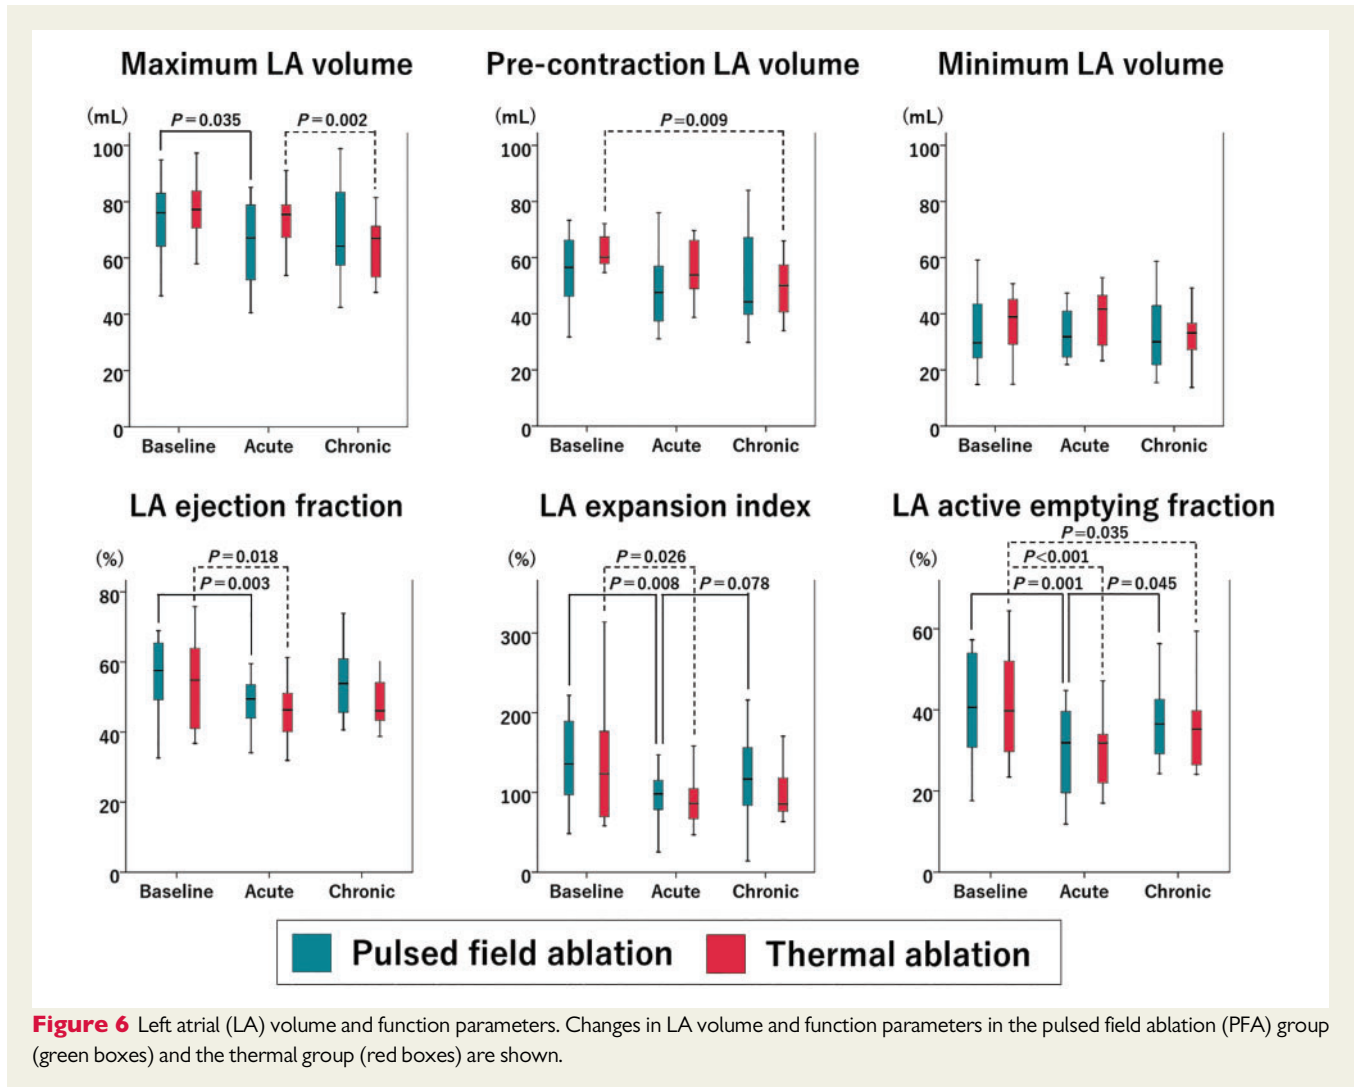 Maximum LA volume
Pre-contraction LA volume
Minimum LA volume
(mL)
P=0.035
P=0.002
100
80
60
40
20
0
Baseline
Acute
Chronic
(mL)
P=0.009
100
80
60
40
20
0
Baseline
Acute
Chronic
(mL)
100
80
60
40
20
0
Baseline
Acute
Chronic
LA ejection fraction
LA expansion index
LA active emptying fraction
(%)
P=0.018
P=0.003
80
60
40
20
0
Baseline
Acute
Chronic
(%)
P=0.026
P=0.008
P=0.078
300
200
100
0
Baseline
Acute
Chronic
(%)
P=0.035
P<0.001
P=0.001
P=0.045
60
40
20
0
Baseline
Acute
Chronic
Pulsed field ablation
Thermal ablation
Figure 6 Left atrial (LA) volume and function parameters. Changes in LA volume and function parameters in the pulsed field ablation (PFA) group
(green boxes) and the thermal group (red boxes) are shown.